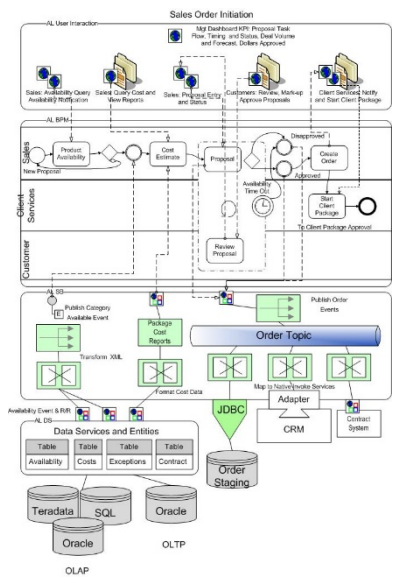 Sales Order Initiation
AL User Interaction
Mgt Dashboard KPI: Proposal Task
Flow, Timing and Status, Deal Volume
and Forecast, Dollars Approved
Sales: Availability Query
Availability Notification
Sales: Query Cost and
View Reports
Sales: Proposal Entry
and Status
Customers: Review, Mark-up
Approve Proposals
Client Services: Notify
and Start Client Package
AL BPM
Sales
Product
Availability
New Proposal
Cost
Estimate
Proposal
Disapproved
Approved
Create
Order
Client
Services
Availability
Time Out
Start
Client
Package
To Client Package Approval
Customer
Review
Proposal
AL SB
Publish Category
Available Event
E
Transform XML
Package
Cost
Reports
Format Cost Data
Publish Order
Events
Order Topic
Map to Native/Invoke Services
Availability Event & R/R
JDBC
Adapter
CRM
Contract
System
Order
Staging
AL DS
Data Services and Entities
Table
Availability
Table
Costs
Table
Exceptions
Table
Contract
Teradata
SQL
Oracle
Oracle
OLTP
OLAP